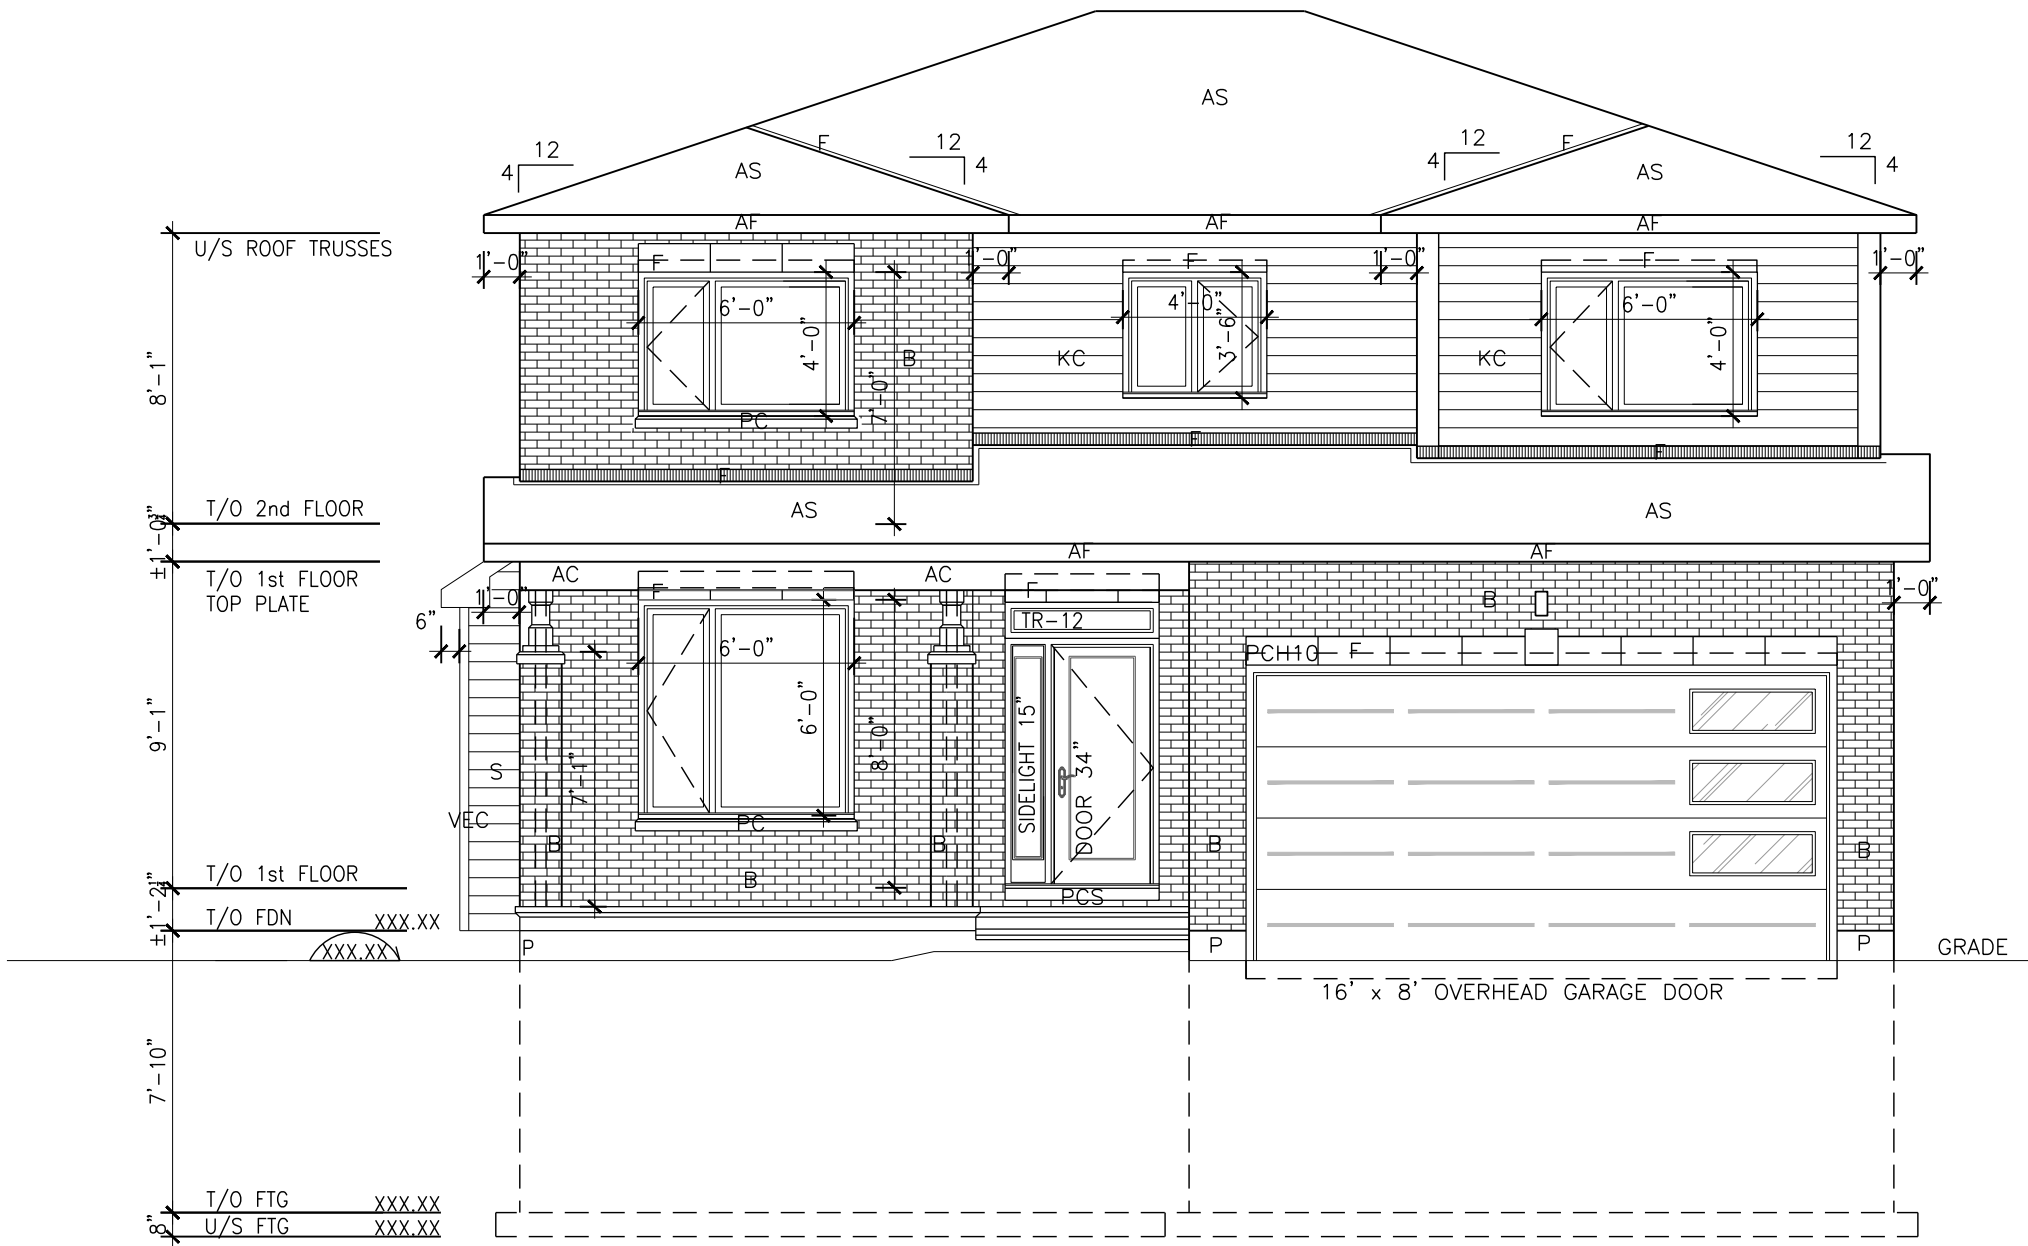 AS
12
4
F
12
4
AS
12
4
F
12
4
AS
AF
AF
AF
U/S ROOF TRUSSES
1'-0"
F
1'-0"
F
1'-0"
F
1'-0"
6'-0"
4'-0"
6'-0"
4'-0"
3'-6"
4'-0"
B
KC
KC
8'-1"
7'-0"
PC
F
F
F
T/O 2nd FLOOR
AS
AS
AF
AF
T/O 1st FLOOR
TOP PLATE
AC
AC
F
F
1'-0"
6"
TR-12
B
1'-0"
6'-0"
PCH10
F
6'-0"
9'-1"
7'-1"
8'-0"
SIDELIGHT 15"
DOOR 34"
S
VEC
PC
B
B
B
B
B
T/O 1st FLOOR
PCS
T/O FDN
XXX.XX
XXX.XX
P
P
P
GRADE
16' x 8' OVERHEAD GARAGE DOOR
7'-10"
T/O FTG
XXX.XX
U/S FTG
XXX.XX
8"